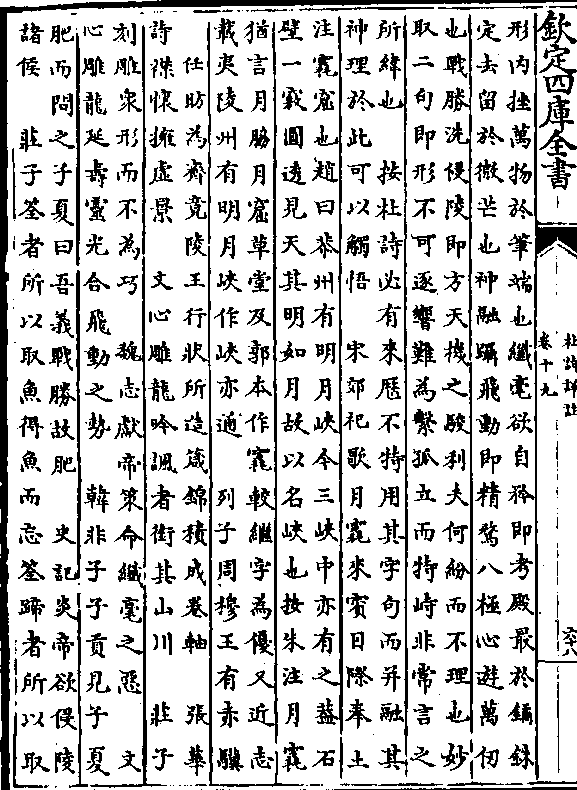 欽定四庫全書
杜詩詳註
卷十九
六八
形内挫萬物於筆端也纎毫欲自矜即考殿最於錙銖
定去留於微芒也神融躡飛動即精騖八極心遊萬仞
也戰勝洗侵陵即方天機之駿利夫何紛而不理也妙
取二句即形不可逐響難為繫孤立而特峙非常言之
所緯也　按杜詩必有來歴不特用其字句而并融其
神理於此可以觸悟　宋郊祀歌月竁來賓日際奉土
注竁窟也趙曰恭州有明月峽今三峽中亦有之葢石
壁一竅圓透見天其明如月故以名峽也按朱注月竁
猶言月脇月窟草堂及郭本作竁較繼字為優又近志
載夷陵州有明月峽作峽亦通　列子周穆王有赤驥
任昉為齊竟陵王行狀所造箴錦積成卷軸　張華
詩襟懷擁虚景　文心雕龍吟諷者銜其山川　莊子
刻雕衆形而不為巧　魏志獻帝策命纎毫之惡　文
心雕龍延壽靈光含飛動之勢　韓非子子貢見子夏
肥而問之子夏曰吾義戰勝故肥　史記炎帝欲侵陵
諸侯　莊子筌者所以取魚得魚而忘筌蹄者所以取